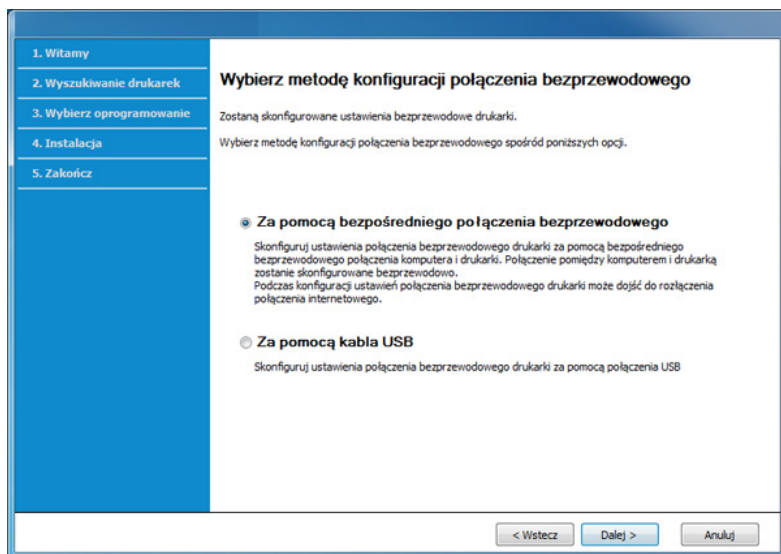 1. Witamy
2. Wyszukiwanie drukarek
3. Wybierz oprogramowanie
4. Instalacja
5. Zakończ
Wybierz metodę konfiguracji połączenia bezprzewodowego
Zostaną skonfigurowane ustawienia bezprzewodowe drukarki.
Wybierz metodę konfiguracji połączenia bezprzewodowego spośród poniższych opcji.
Za pomocą bezpośredniego połączenia bezprzewodowego
Skonfiguruj ustawienia połączenia bezprzewodowego drukarki za pomocą bezpośredniego
bezprzewodowego połączenia komputera i drukarki. Połączenie pomiędzy komputerem i drukarką
zostanie skonfigurowane bezprzewodowo.
Podczas konfiguracji ustawień połączenia bezprzewodowego drukarki może dojść do rozłączenia
połączenia internetowego.
Za pomocą kabla USB
Skonfiguruj ustawienia połączenia bezprzewodowego drukarki za pomocą połączenia USB
< Wstecz Dalej > Anuluj